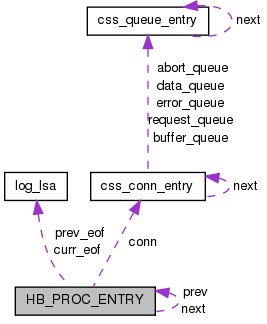 css_queue_entry
next
abort_queue
data_queue
error_queue
request_queue
buffer_queue
log_lsa
css_conn_entry
next
prev_eof
curr_eof
conn
HB_PROC_ENTRY
prev
next